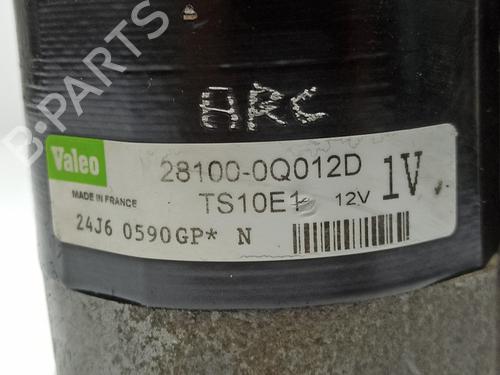 B-PARTS
ARC
Valeo
28100-0Q012D
1V
MADE IN FRANCE
TS10E1
12V
24J6 0590GP* N